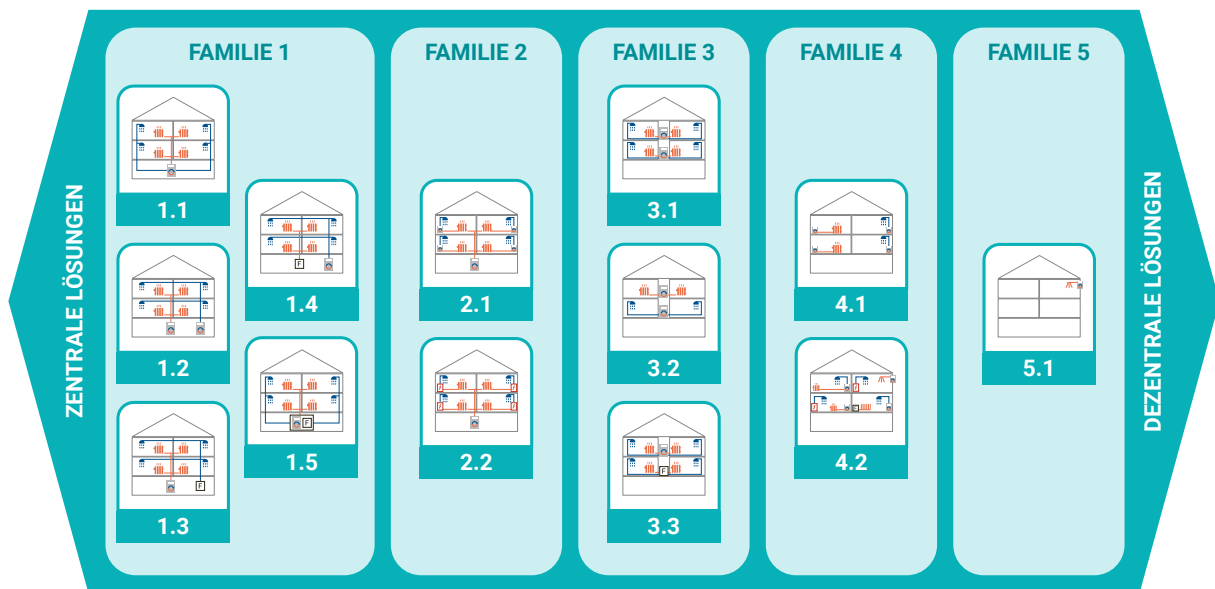 ZENTRALE LÖSUNGEN
FAMILIE 1
1.1
1.2
1.3
F
1.4
F
1.5
F
FAMILIE 2
2.1
2.2
FAMILIE 3
3.1
3.2
3.3
F
FAMILIE 4
4.1
4.2
FAMILIE 5
5.1
DEZENTRALE LÖSUNGEN